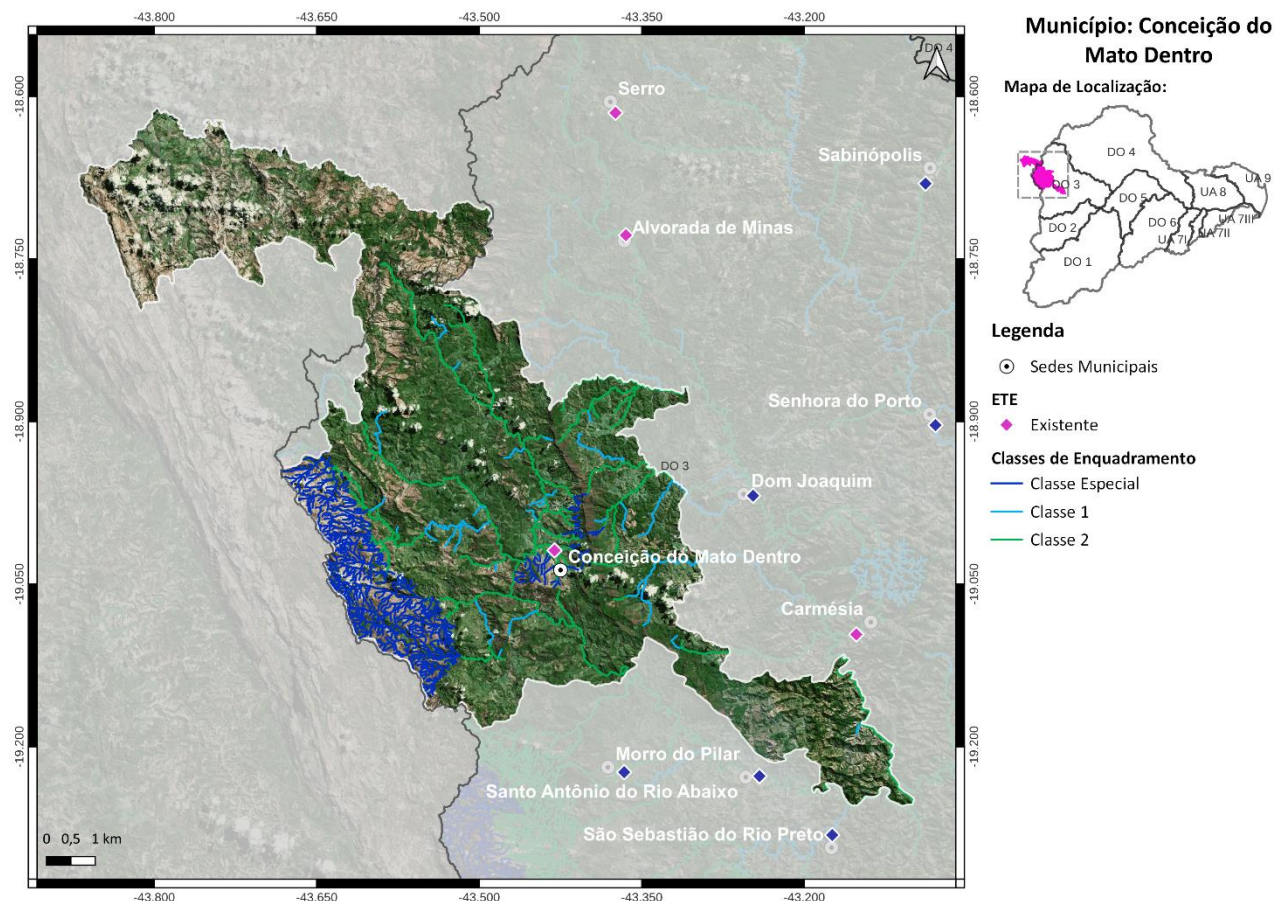 -43.800
-43.650
-43.500
-43.350
-43.200
Município: Conceição do
Mato Dentro
Mapa de Localização:
DO 4
DO 3
DO 5
DO 2
DO 6
DO 1
UA 8
UA 9
UA 7I
UA 7II
UA 7III
Legenda
Sedes Municipais
ETE
Existente
Classes de Enquadramento
Classe Especial
Classe 1
Classe 2
DO 4
Serro
Sabinópolis
Alvorada de Minas
Senhora do Porto
DO 3
Dom Joaquim
Conceição do Mato Dentro
Carmésia
Morro do Pilar
Santo Antônio do Rio Abaixo
São Sebastião do Rio Preto
0 0,5 1 km
-18.600
-18.750
-18.900
-19.050
-19.200
-18.600
-18.750
-18.900
-19.050
-19.200
-43.800
-43.650
-43.500
-43.350
-43.200